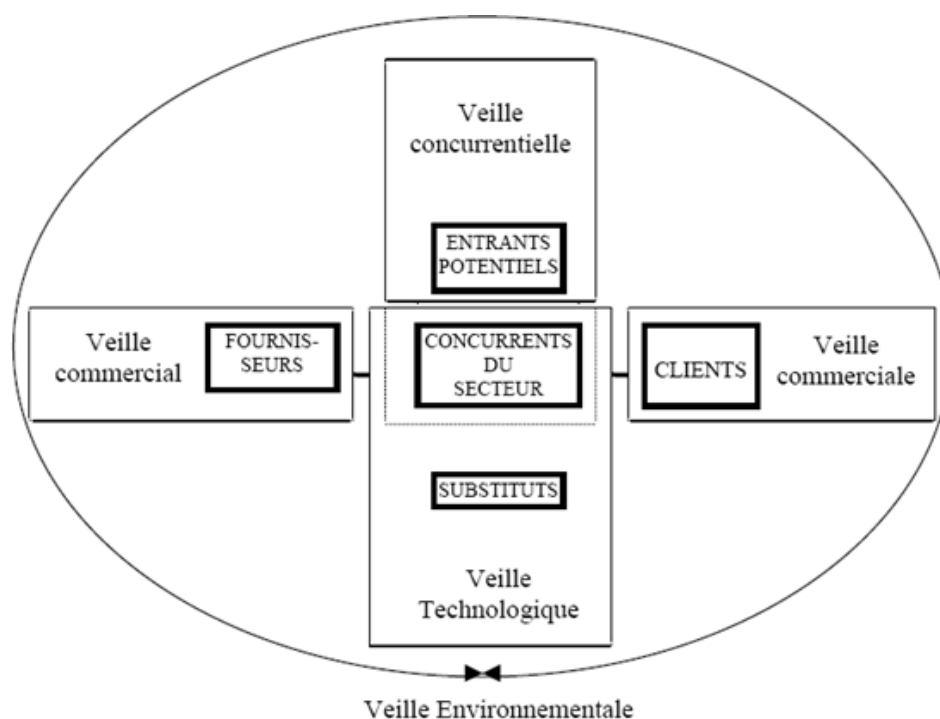 Veille
concurrentielle
ENTRANTS
POTENTIELS
Veille
commercial
FOURNIS-
SEURS
CONCURRENTS
DU
SECTEUR
CLIENTS
Veille
commerciale
SUBSTITUTS
Veille
Technologique
Veille Environnementale